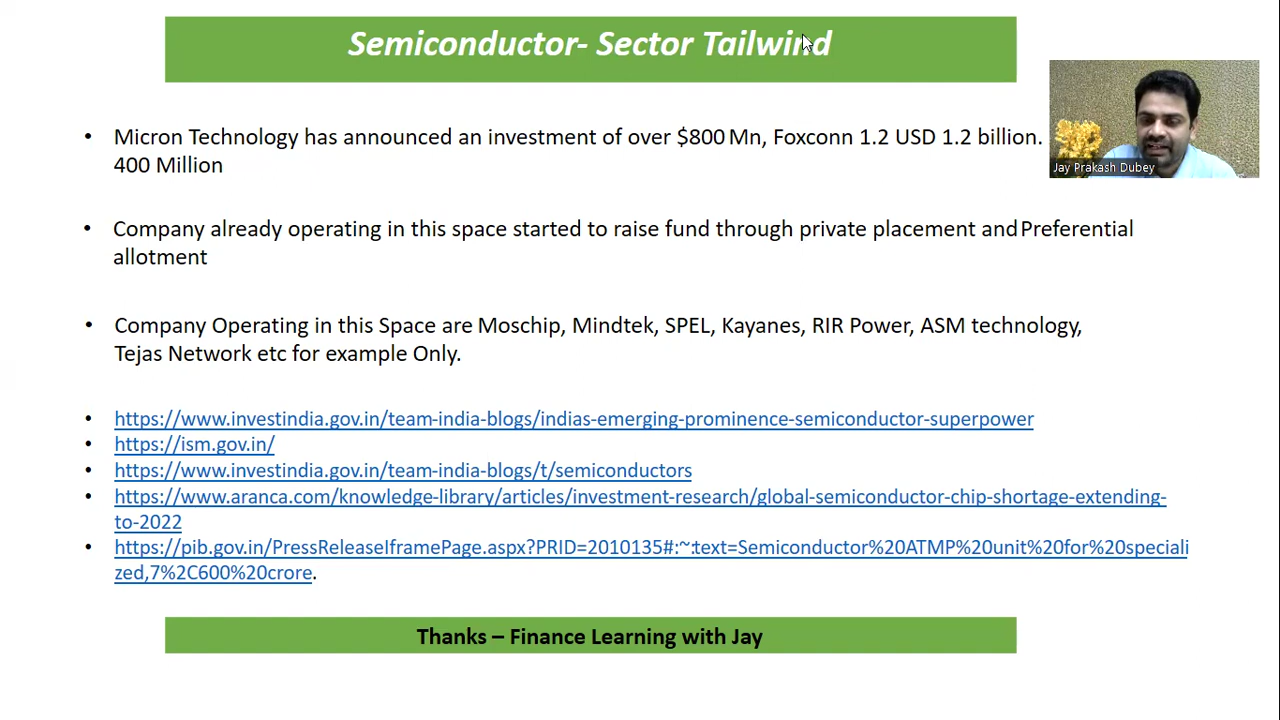 Semiconductor- Sector Tailwind
• Micron Technology has announced an investment of over $800 Mn, Foxconn 1.2 USD 1.2 billion.
400 Million
Jay Prakash Dubey
• Company already operating in this space started to raise fund through private placement and Preferential
allotment
• Company Operating in this Space are Moschip, Mindtek, SPEL, Kayanes, RIR Power, ASM technology,
Tejas Network etc for example Only.
• https://www.investindia.gov.in/team-india-blogs/indias-emerging-prominence-semiconductor-superpower
• https://ism.gov.in/
• https://www.investindia.gov.in/team-india-blogs/t/semiconductors
• https://www.aranca.com/knowledge-library/articles/investment-research/global-semiconductor-chip-shortage-extending-
to-2022
• https://pib.gov.in/PressReleaseIframePage.aspx?PRID=2010135#:~:text=Semiconductor%20ATMP%20unit%20for%20speciali
zed,7%2C600%20crore.
Thanks – Finance Learning with Jay